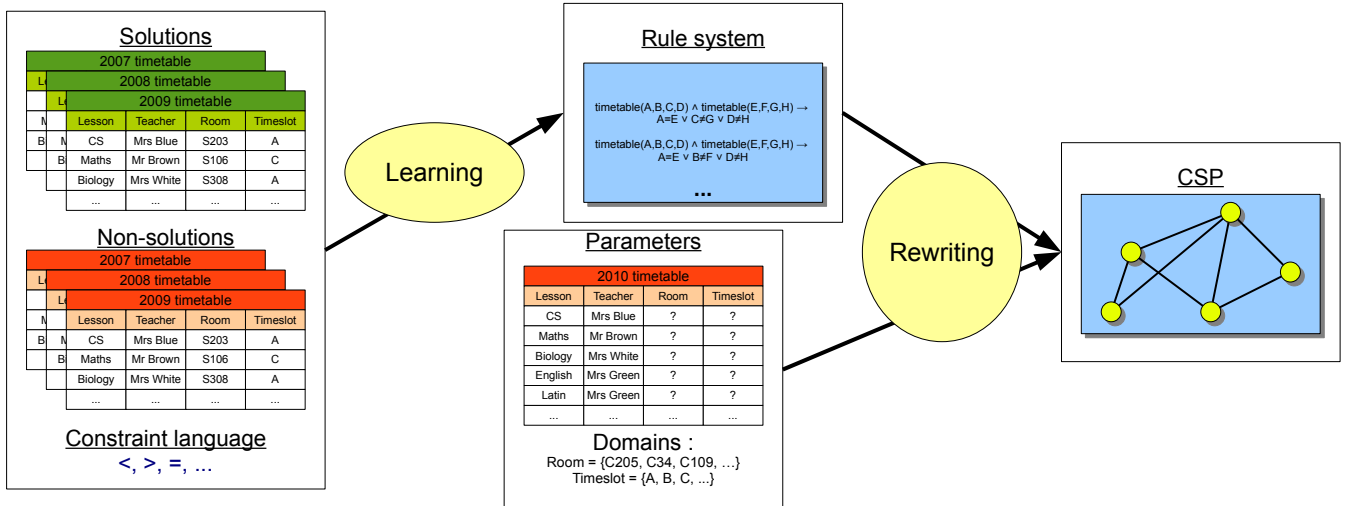 Solutions
2007 timetable
2008 timetable
2009 timetable
Lesson Teacher Room Timeslot
CS Mrs Blue S203 A
Maths Mr Brown S106 C
Biology Mrs White S308 A
... ... ... ...
Non-solutions
2007 timetable
2008 timetable
2009 timetable
Lesson Teacher Room Timeslot
CS Mrs Blue S203 A
Maths Mr Brown S106 C
Biology Mrs White S308 A
... ... ... ...
Constraint language
<, >, =, ...
Learning
Rule system
timetable(A,B,C,D) ∧ timetable(E,F,G,H) →
A=E ∨ C≠G ∨ D≠H
timetable(A,B,C,D) ∧ timetable(E,F,G,H) →
A=E ∨ B≠F ∨ D≠H
...
Parameters
2010 timetable
Lesson Teacher Room Timeslot
CS Mrs Blue ? ?
Maths Mr Brown ? ?
Biology Mrs White ? ?
English Mrs Green ? ?
Latin Mrs Green ? ?
... ... ... ...
Domains :
Room = {C205, C34, C109, …}
Timeslot = {A, B, C, ...}
Rewriting
CSP